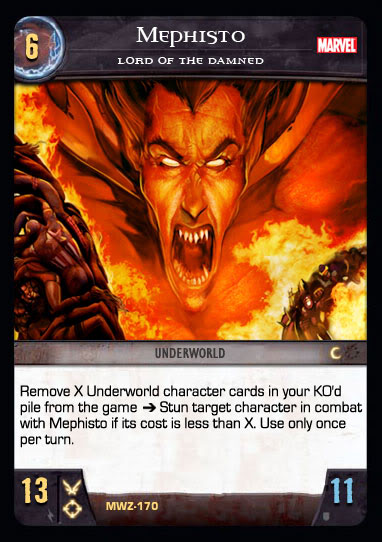 6
MEPHISTO
MARVEL
LORD OF THE DAMNED
UNDERWORLD
C
Remove X Underworld character cards in your KO'd
pile from the game ➔ Stun target character in combat
with Mephisto if its cost is less than X. Use only once
per turn.
13
MWZ-170
11